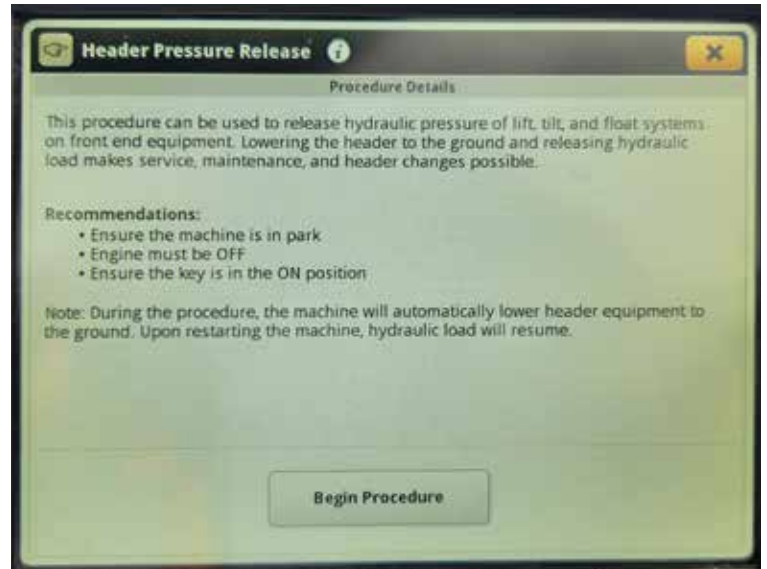 Header Pressure Release i
Procedure Details
This procedure can be used to release hydraulic pressure of lift, tilt, and float systems
on front end equipment. Lowering the header to the ground and releasing hydraulic
load makes service, maintenance, and header changes possible.
Recommendations:
• Ensure the machine is in park
• Engine must be OFF
• Ensure the key is in the ON position
Note: During the procedure, the machine will automatically lower header equipment to
the ground. Upon restarting the machine, hydraulic load will resume.
Begin Procedure